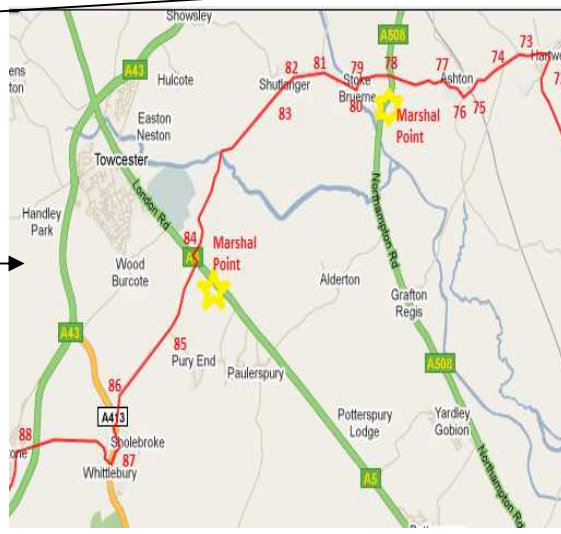 Showsley
A508
73
82
81
79
78
74
A43
77
Ashton
ens
ton
Hulcote
Shutlanger
Stoke
Bruerne
83
80
76
75
Marshal
Point
Easton
Neston
Towcester
London Rd
Northampton Rd
Handley
Park
84
A5
Marshal
Point
Wood
Burcote
Alderton
Grafton
Regis
A43
85
Pury End
Paulerspury
A508
86
A413
Potterspury
Lodge
Yardley
Gobion
88
one
Sholebroke
87
Whittlebury
A5
Northampton Rd